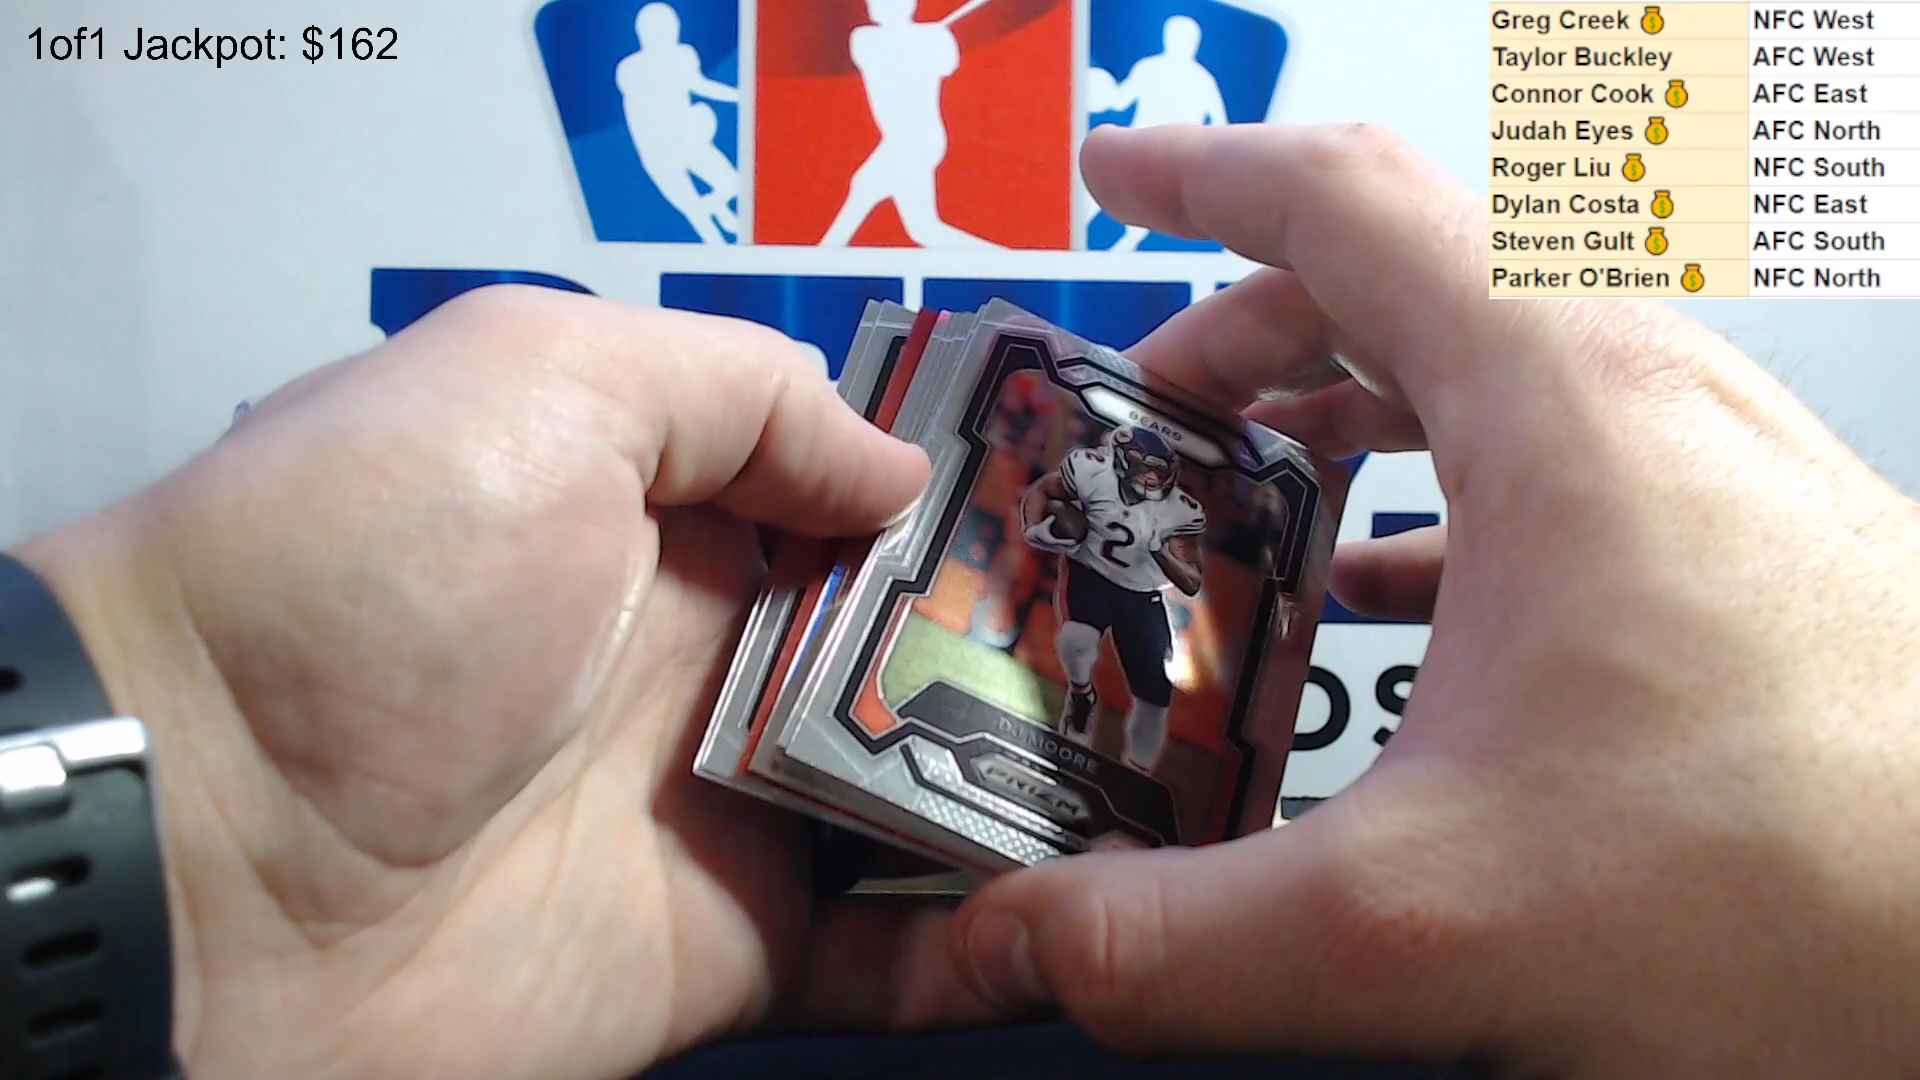 1of1 Jackpot: $162
Greg Creek NFC West
Taylor Buckley AFC West
Connor Cook AFC East
Judah Eyes AFC North
Roger Liu NFC South
Dylan Costa NFC East
Steven Gult AFC South
Parker O'Brien NFC North
BEARS
2
DJ MOORE
PRIZM